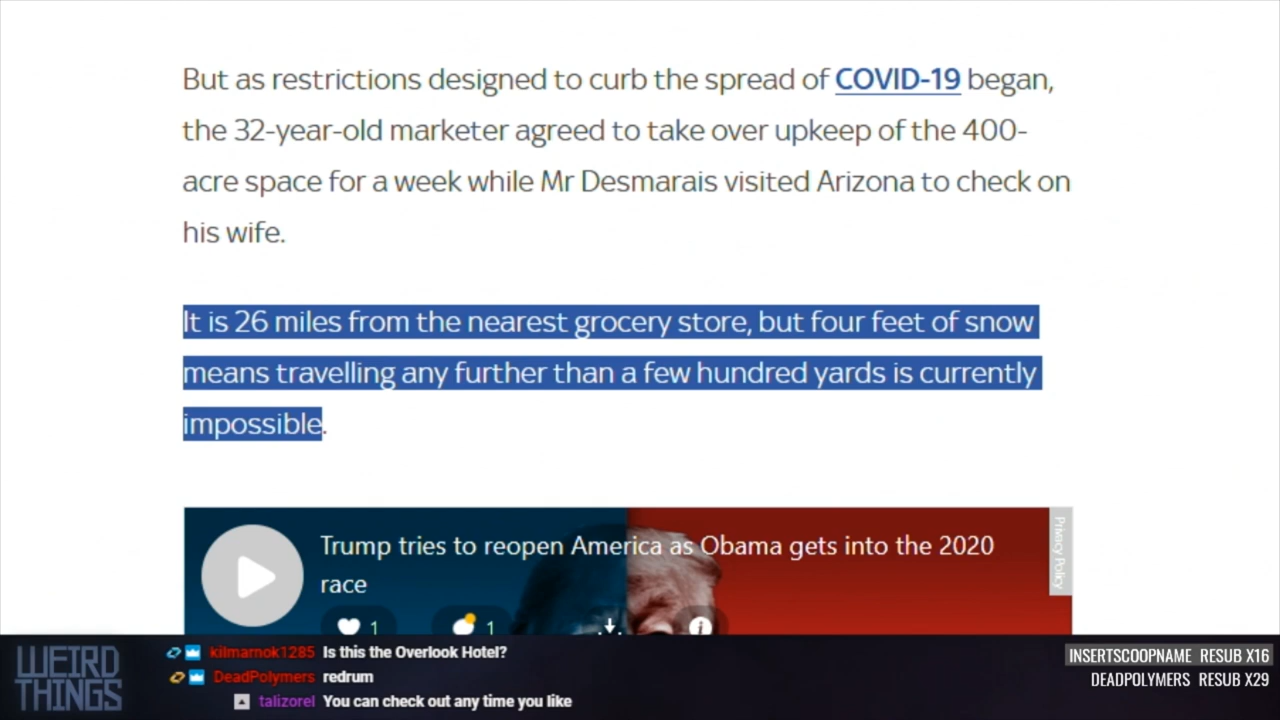 But as restrictions designed to curb the spread of COVID-19 began,
the 32-year-old marketer agreed to take over upkeep of the 400-
acre space for a week while Mr Desmarais visited Arizona to check on
his wife.
It is 26 miles from the nearest grocery store, but four feet of snow
means travelling any further than a few hundred yards is currently
impossible.
Trump tries to reopen America as Obama gets into the 2020
race
Privacy Policy
1
1
WEIRD
THINGS
kilmarnok1285 Is this the Overlook Hotel?
DeadPolymers redrum
talizorel You can check out any time you like
INSERTSCOOPNAME RESUB X16
DEADPOLYMERS RESUB X29